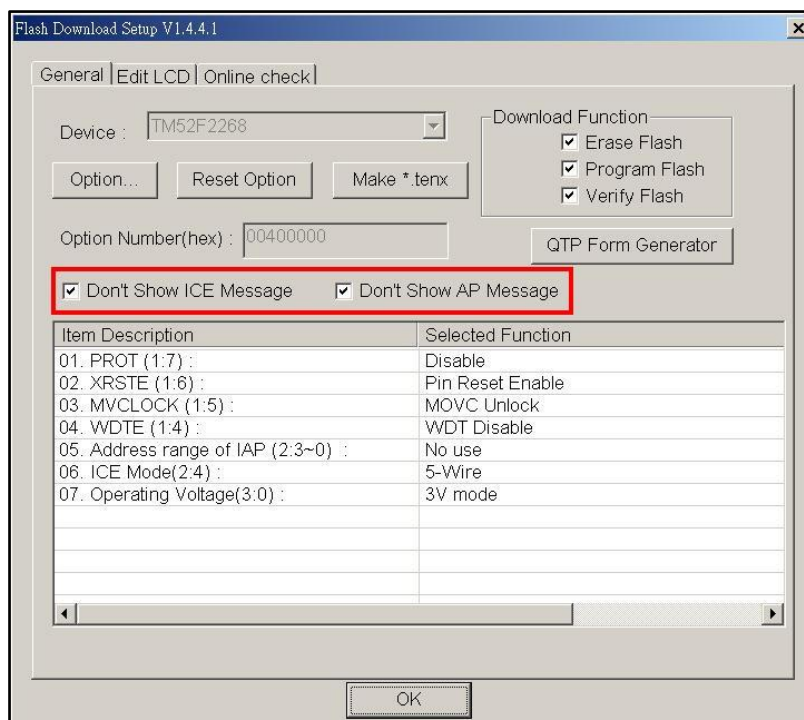 Flash Download Setup V1.4.4.1
General Edit LCD Online check
Device : TM52F2268
Download Function
Erase Flash
Program Flash
Verify Flash
Option... Reset Option Make *.tenx
Option Number(hex) : 00400000
QTP Form Generator
Don't Show ICE Message Don't Show AP Message
Item Description Selected Function
01. PROT (1:7) : Disable
02. XRSTE (1:6) : Pin Reset Enable
03. MVCLOCK (1:5) : MOVC Unlock
04. WDTE (1:4) : WDT Disable
05. Address range of IAP (2:3~0) : No use
06. ICE Mode(2:4) : 5-Wire
07. Operating Voltage(3:0) : 3V mode
OK